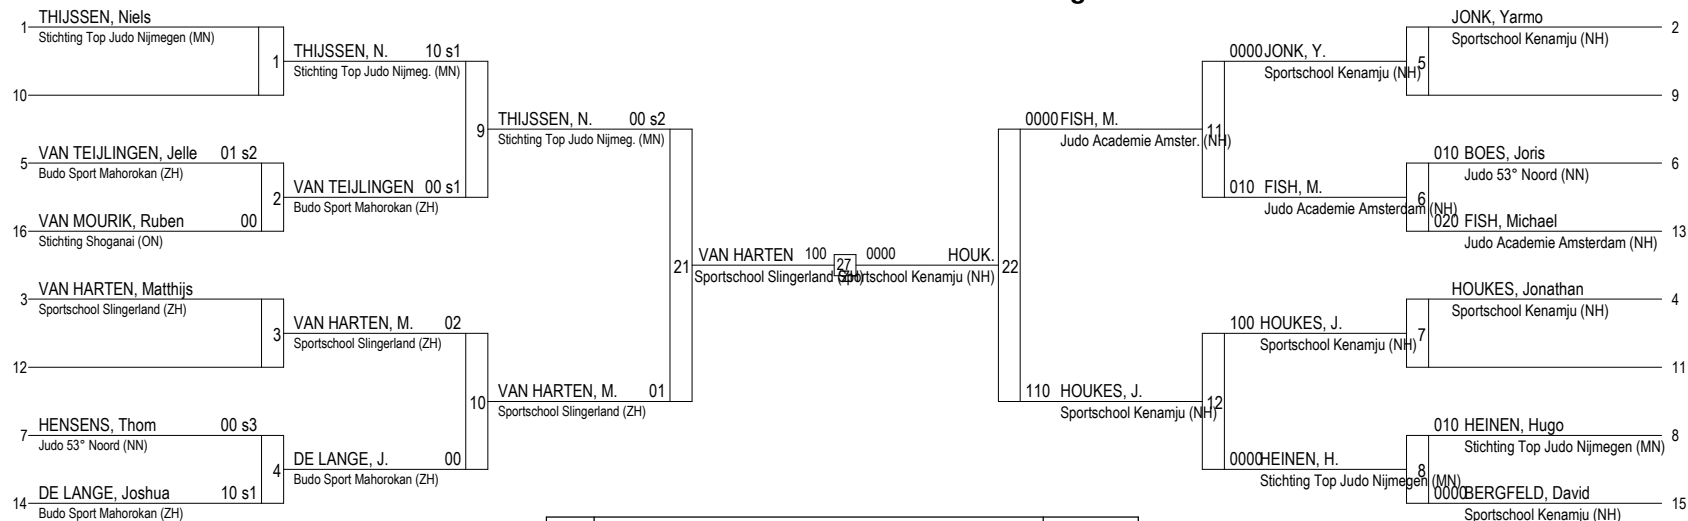 1 THIJSSEN, Niels
Stichting Top Judo Nijmegen (MN)
10
1
THIJSSEN, N. 10 s1
Stichting Top Judo Nijmeg. (MN)
5 VAN TEIJLINGEN, Jelle 01 s2
Budo Sport Mahorokan (ZH)
2
VAN TEIJLINGEN 00 s1
Budo Sport Mahorokan (ZH)
16 VAN MOURIK, Ruben 00
Stichting Shoganai (ON)
9
THIJSSEN, N. 00 s2
Stichting Top Judo Nijmeg. (MN)
3 VAN HARTEN, Matthijs
Sportschool Slingerland (ZH)
12
3
VAN HARTEN, M. 02
Sportschool Slingerland (ZH)
7 HENSENS, Thom 00 s3
Judo 53° Noord (NN)
4
DE LANGE, J. 00
Budo Sport Mahorokan (ZH)
14 DE LANGE, Joshua 10 s1
Budo Sport Mahorokan (ZH)
10
VAN HARTEN, M. 01
Sportschool Slingerland (ZH)
21
VAN HARTEN 100 27 0000 HOUK.
Sportschool Slingerland (ZH) Sportschool Kenamju (NH)
22
0000 FISH, M.
Judo Academie Amster. (NH)
11
110 HOUKES, J.
Sportschool Kenamju (NH)
12
0000 JONK, Y.
Sportschool Kenamju (NH)
5
JONK, Yarmo 2
Sportschool Kenamju (NH)
9
010 FISH, M.
Judo Academie Amsterdam (NH)
6
010 BOES, Joris 6
Judo 53° Noord (NN)
020 FISH, Michael 13
Judo Academie Amsterdam (NH)
100 HOUKES, J.
Sportschool Kenamju (NH)
7
HOUKES, Jonathan 4
Sportschool Kenamju (NH)
11
0000 HEINEN, H.
Stichting Top Judo Nijmegen (MN)
8
010 HEINEN, Hugo 8
Stichting Top Judo Nijmegen (MN)
0000 BERGFELD, David 15
Sportschool Kenamju (NH)